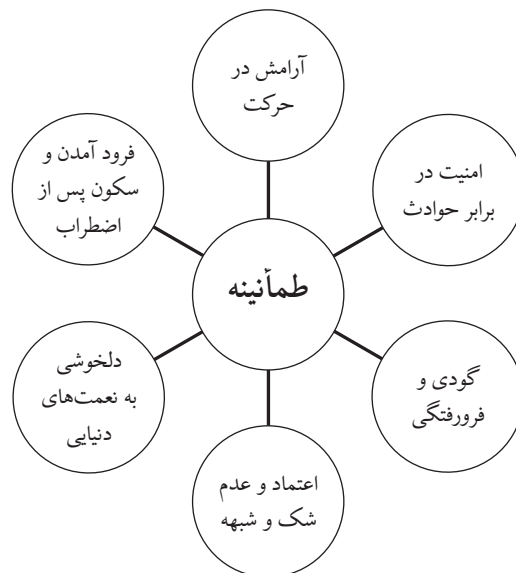 آرامش در
حرکت
امنیت در
برابر حوادث
فرود آمدن و
سکون پس از
اضطراب
طمأنینه
گودی و
فرورفتگی
دلخوشی
به نعمت‌های
دنیایی
اعتماد و عدم
شک و شبهه